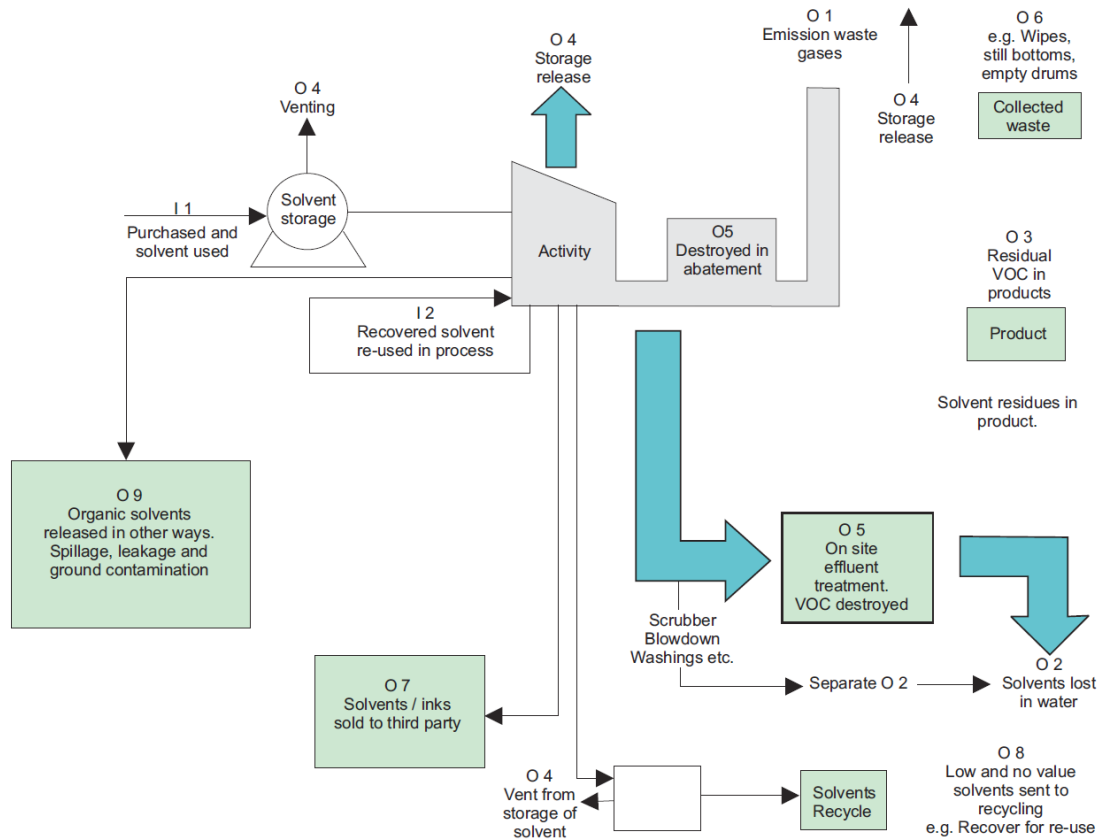 O 4
Storage
release
O 1
Emission waste
gases
O 6
e.g. Wipes,
still bottoms,
empty drums
O 4
Venting
O 4
Storage
release
Collected
waste
I 1
Purchased and
solvent used
Solvent
storage
Activity
O5
Destroyed in
abatement
O 3
Residual
VOC in
products
Product
I 2
Recovered solvent
re-used in process
Solvent residues in
product.
O 9
Organic solvents
released in other ways.
Spillage, leakage and
ground contamination
O 5
On site
effluent
treatment.
VOC destroyed
Scrubber
Blowdown
Washings etc.
Separate O 2
O 2
Solvents lost
in water
O 7
Solvents / inks
sold to third party
O 4
Vent from
storage of
solvent
Solvents
Recycle
O 8
Low and no value
solvents sent to
recycling
e.g. Recover for re-use